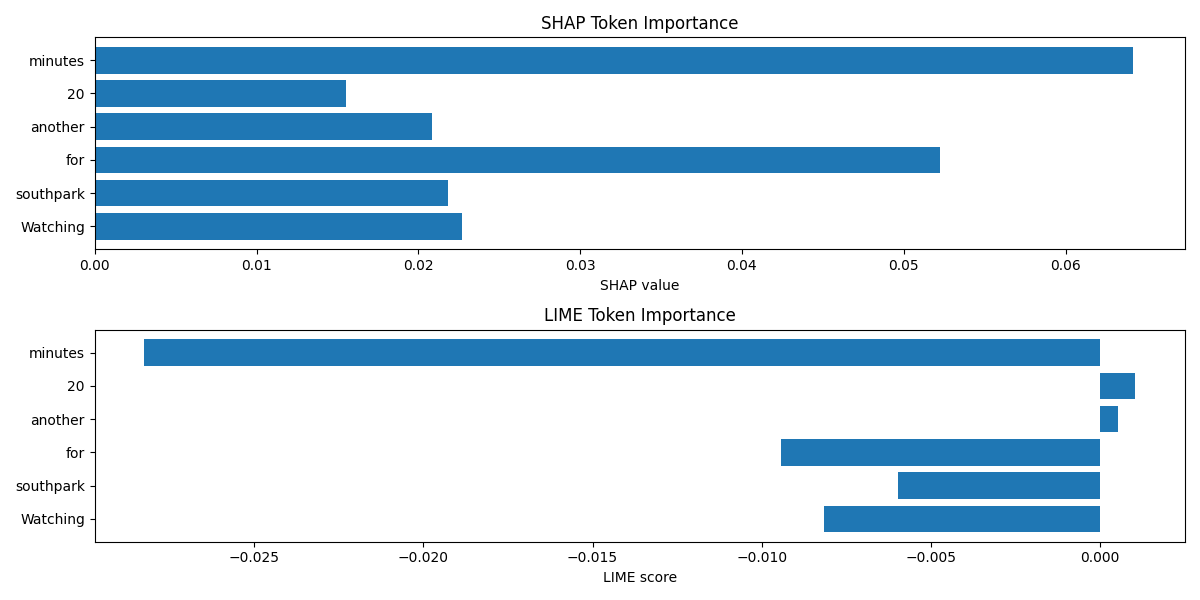 SHAP Token Importance
minutes
20
another
for
southpark
Watching
0.00 0.01 0.02 0.03 0.04 0.05 0.06
SHAP value
LIME Token Importance
minutes
20
another
for
southpark
Watching
−0.025 −0.020 −0.015 −0.010 −0.005 0.000
LIME score